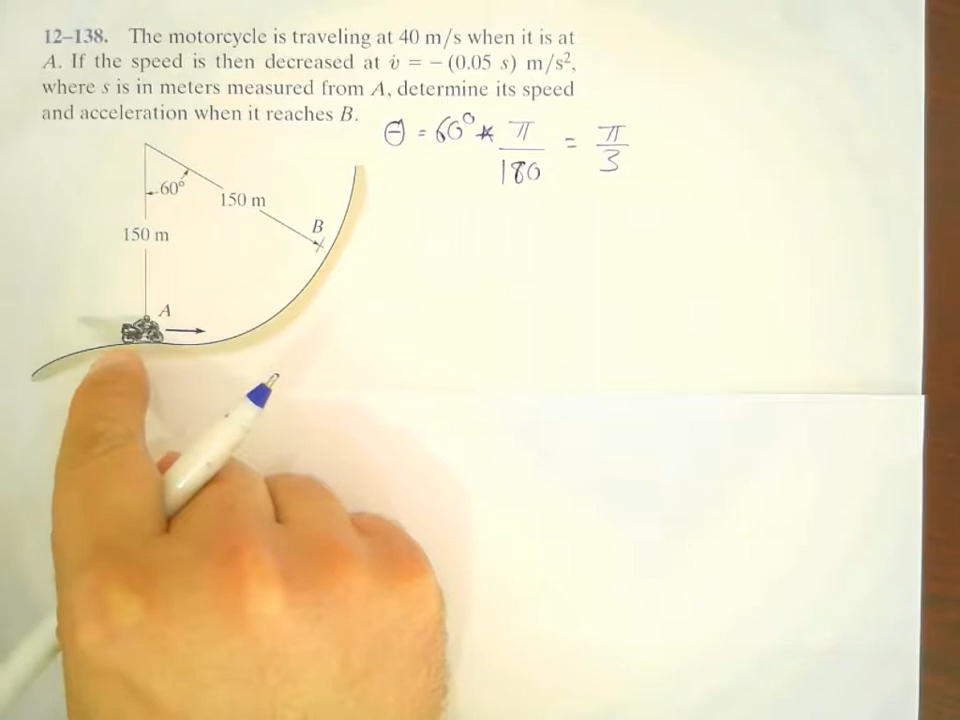 12–138. The motorcycle is traveling at 40 m/s when it is at
A. If the speed is then decreased at v̇ = − (0.05 s) m/s²,
where s is in meters measured from A, determine its speed
and acceleration when it reaches B.
θ = 60° * π/180 = π/3
60°
150 m
B
150 m
A